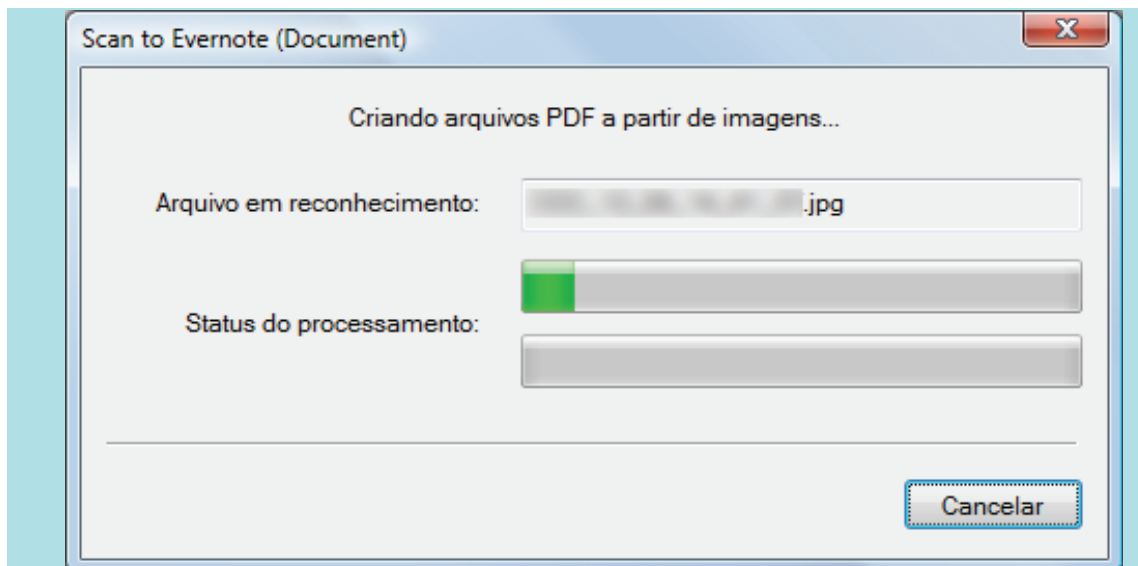 Scan to Evernote (Document)
Criando arquivos PDF a partir de imagens...
Arquivo em reconhecimento:
.jpg
Status do processamento:
Cancelar